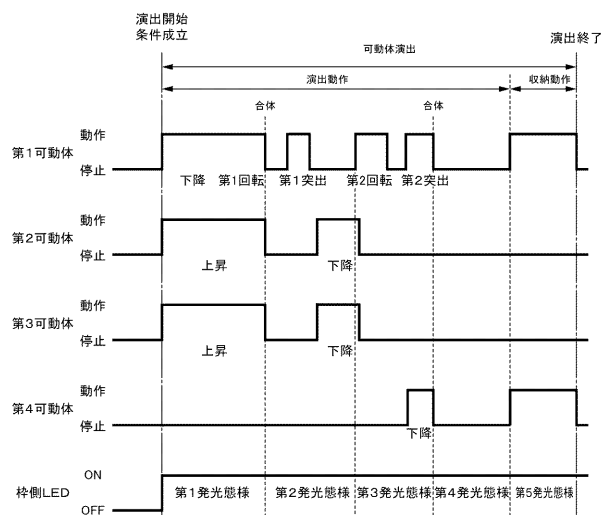 演出開始
条件成立
演出終了
可動体演出
演出動作
収納動作
合体
合体
動作
第1可動体
停止
下降 第1回転 第1突出 第2回転 第2突出
動作
第2可動体
停止
上昇
下降
動作
第3可動体
停止
上昇
下降
動作
第4可動体
停止
下降
ON
枠側LED
第1発光態様 第2発光態様 第3発光態様 第4発光態様 第5発光態様
OFF